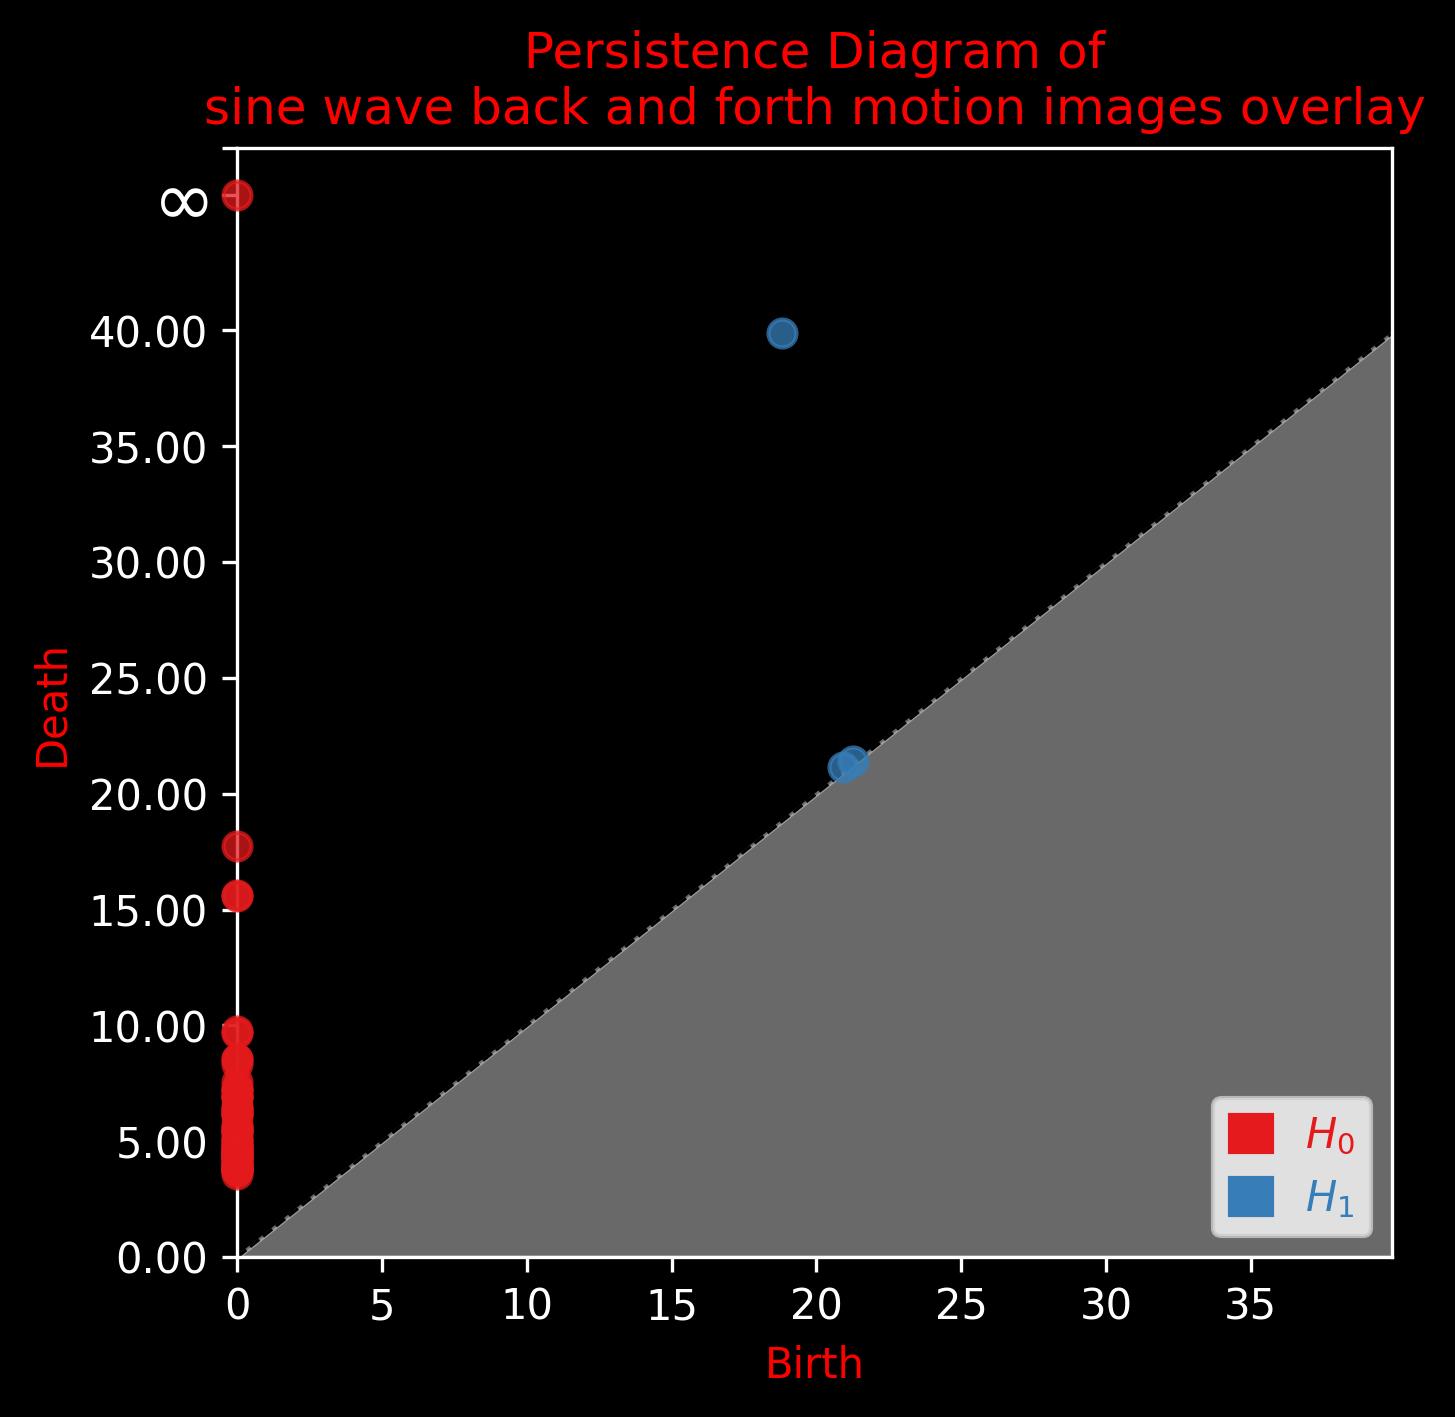 Persistence Diagram of
sine wave back and forth motion images overlay
∞
40.00
35.00
30.00
25.00
20.00
15.00
10.00
5.00
0.00
Death
0 5 10 15 20 25 30 35
Birth
H₀
H₁